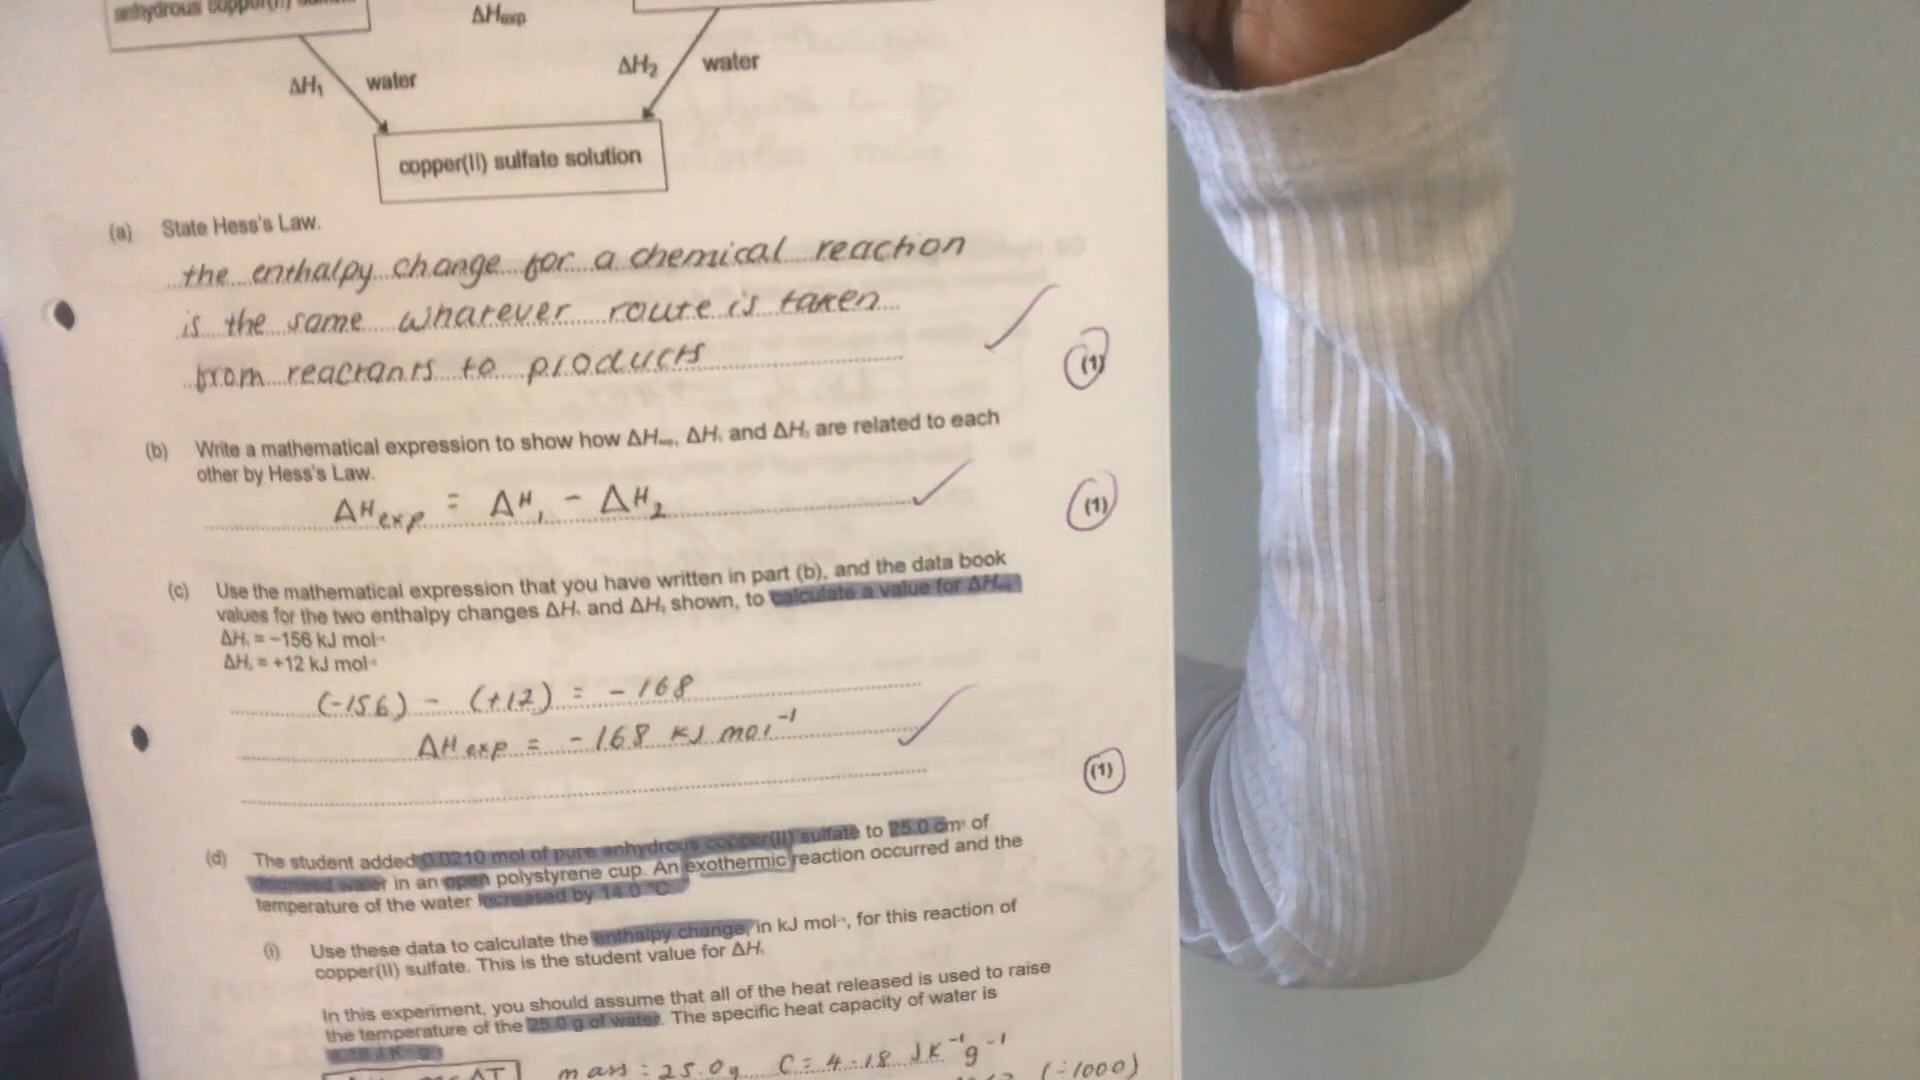 anhydrous copper(II)
ΔHexp
ΔH₁
water
ΔH₂
water
copper(II) sulfate solution
(a) State Hess's Law.
the enthalpy change for a chemical reaction
is the same whatever route is taken
from reactants to products
(1)
(b) Write a mathematical expression to show how ΔHexp, ΔH₁ and ΔH₂ are related to each
other by Hess's Law.
ΔHexp = ΔH₁ - ΔH₂
(1)
(c) Use the mathematical expression that you have written in part (b), and the data book
values for the two enthalpy changes ΔH₁ and ΔH₂ shown, to calculate a value for ΔHexp
ΔH₁ = −156 kJ mol⁻¹
ΔH₂ = +12 kJ mol⁻¹
(-156) - (+12) = -168
ΔHexp = -168 KJ mol⁻¹
(1)
(d) The student added 0.0210 mol of pure anhydrous copper(II) sulfate to 25.0 cm³ of
deionised water in an open polystyrene cup. An exothermic reaction occurred and the
temperature of the water increased by 14.0 °C.
(i) Use these data to calculate the enthalpy change, in kJ mol⁻¹, for this reaction of
copper(II) sulfate. This is the student value for ΔH₁
In this experiment, you should assume that all of the heat released is used to raise
the temperature of the 25.0 g of water. The specific heat capacity of water is
4.18 J K⁻¹ g⁻¹
ΔT mass = 25.0g C = 4.18 JK⁻¹g⁻¹
(÷1000)